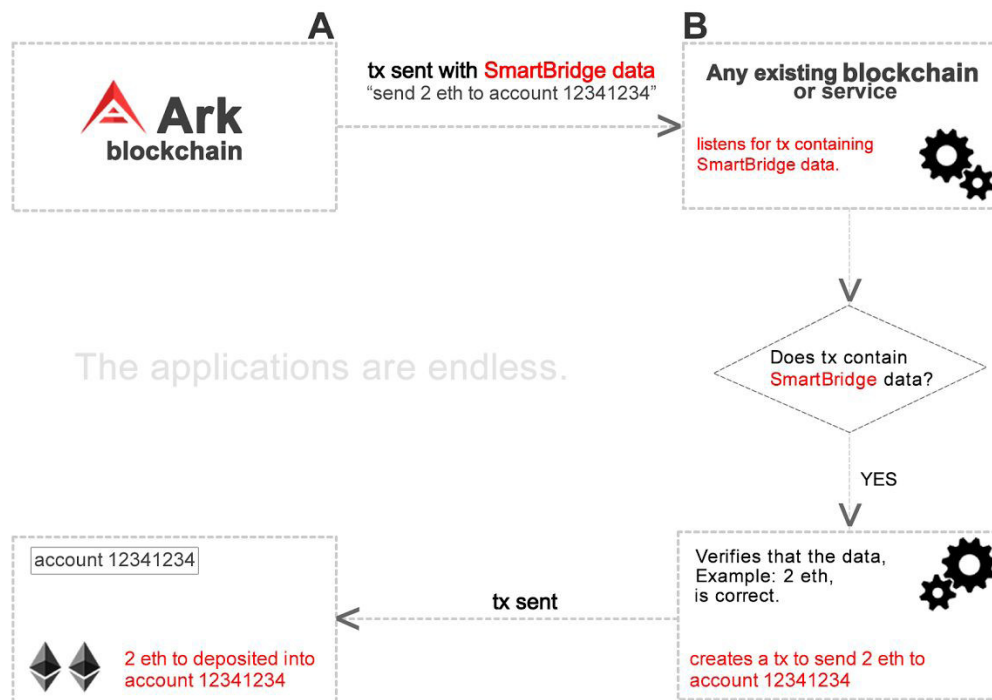 A
Ark
blockchain
tx sent with SmartBridge data
“send 2 eth to account 12341234”
B
Any existing blockchain
or service
listens for tx containing
SmartBridge data.
The applications are endless.
Does tx contain
SmartBridge data?
YES
Verifies that the data,
Example: 2 eth,
is correct.
creates a tx to send 2 eth to
account 12341234
tx sent
account 12341234
2 eth to deposited into
account 12341234